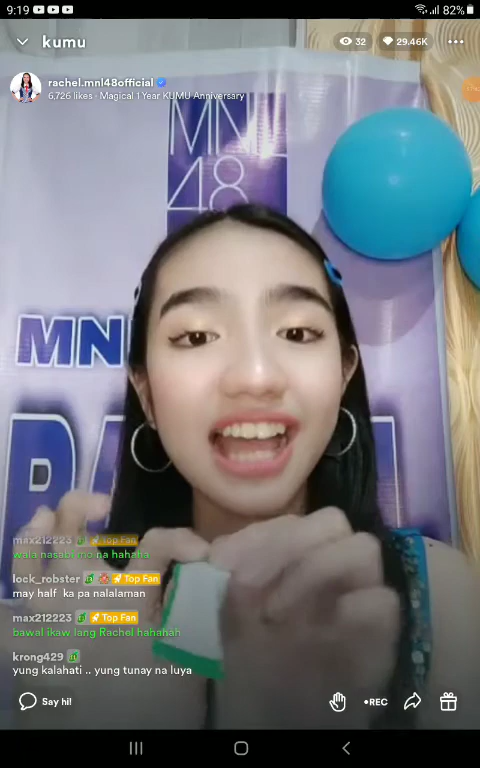 9:19
82%
kumu
32
29.46K
rachel.mnl48official
6,726 likes · Magical 1 Year KUMU Anniversary
MNL
48
MN
max212223 Top Fan
wala nasabi mo na hahaha
lock_robster Top Fan
may half ka pa nalalaman
max212223 Top Fan
bawal ikaw lang Rachel hahahah
krong429
yung kalahati .. yung tunay na luya
Say hi!
•REC